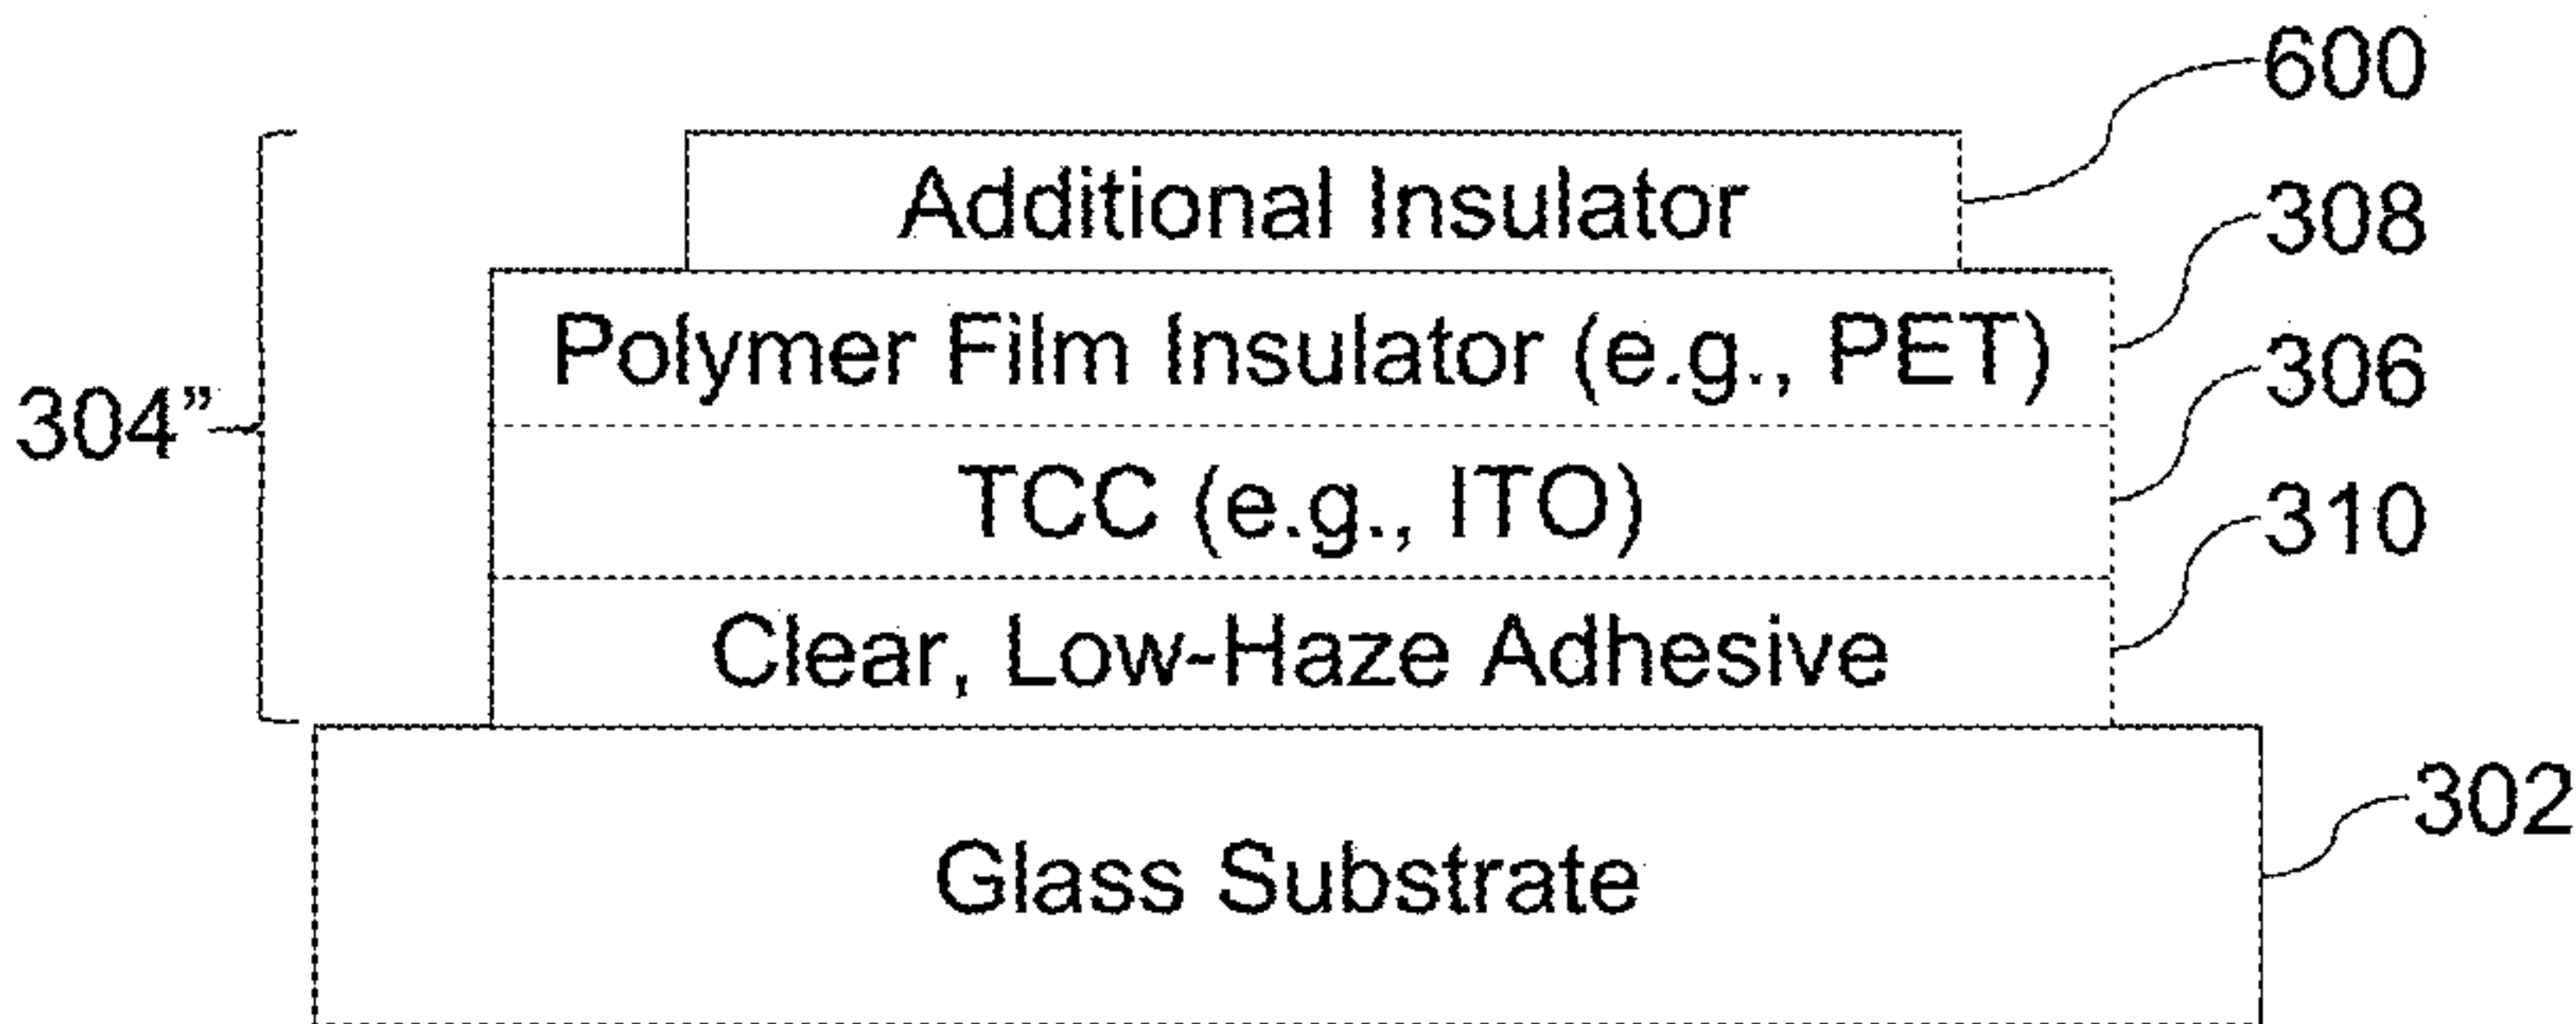 600
Additional Insulator
308
Polymer Film Insulator (e.g., PET)
306
304”
TCC (e.g., ITO)
310
Clear, Low-Haze Adhesive
302
Glass Substrate